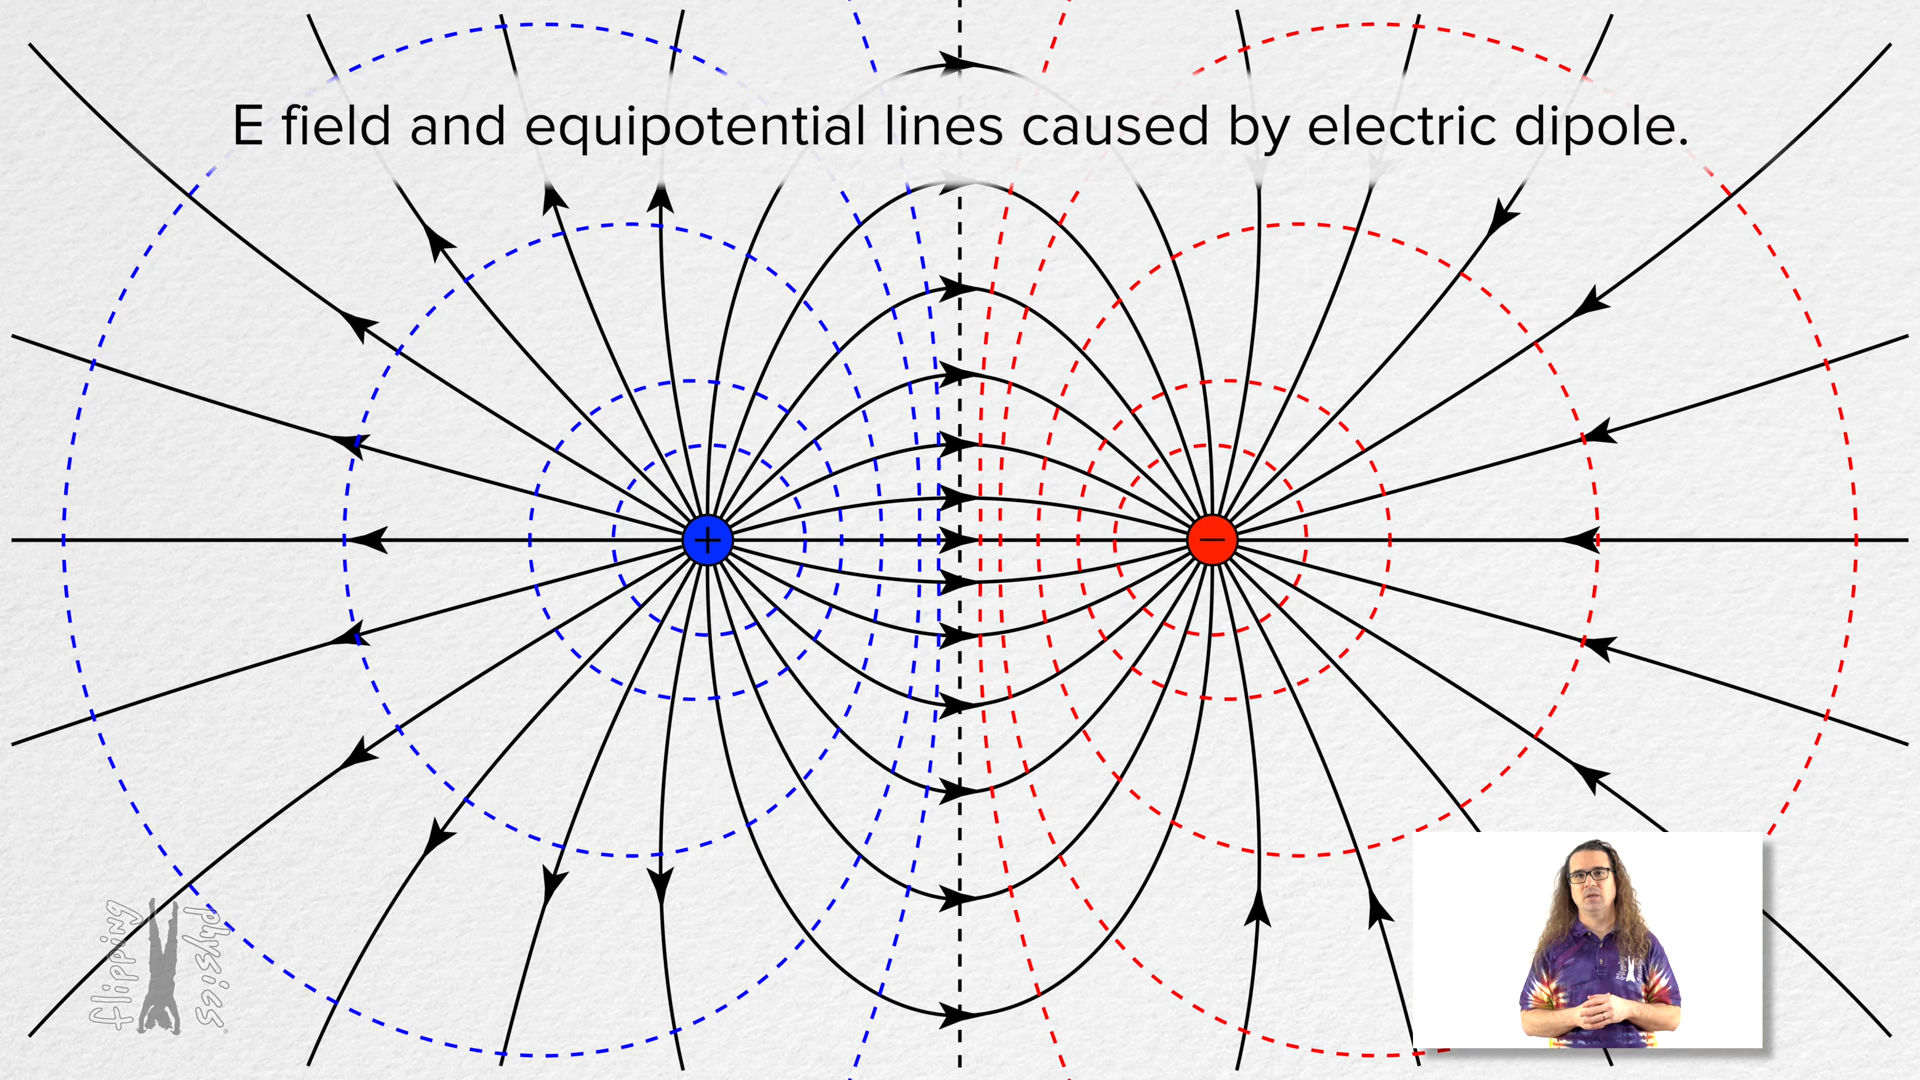 E field and equipotential lines caused by electric dipole.
+
−
flipping
physics